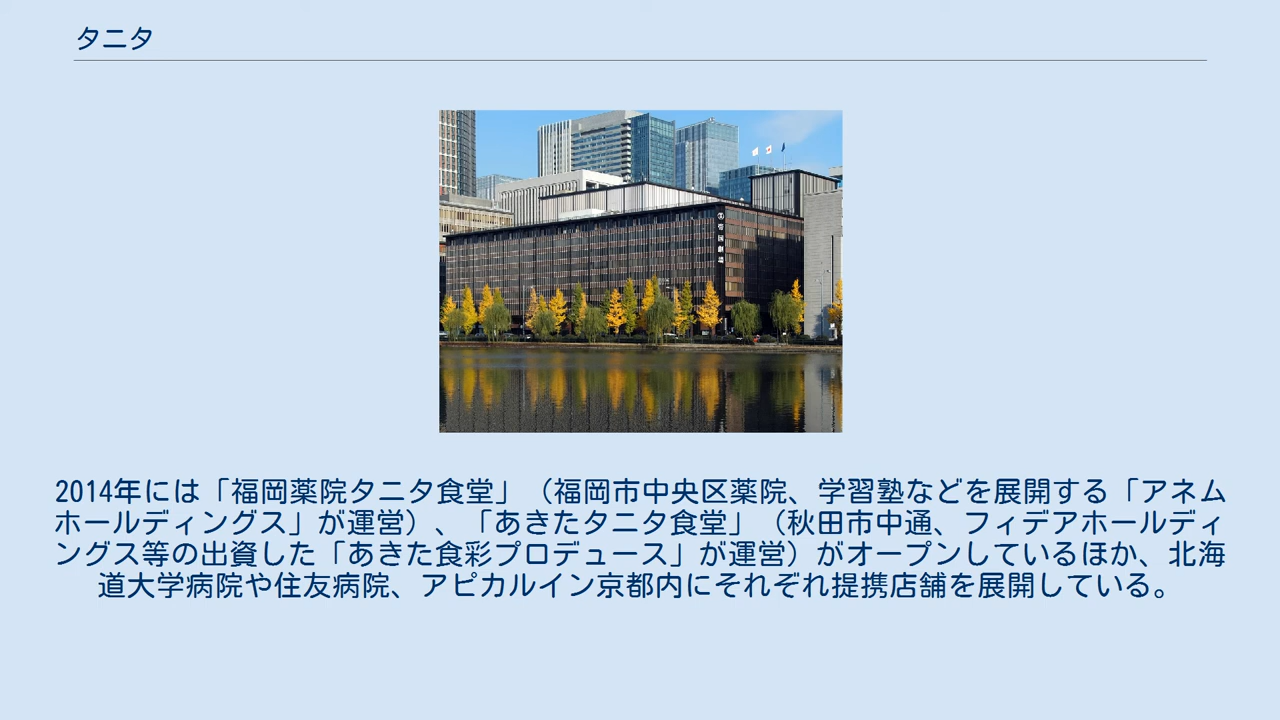 タニタ
帝国劇場
2014年には「福岡薬院タニタ食堂」（福岡市中央区薬院、学習塾などを展開する「アネム
ホールディングス」が運営）、「あきたタニタ食堂」（秋田市中通、フィデアホールディ
ングス等の出資した「あきた食彩プロデュース」が運営）がオープンしているほか、北海
道大学病院や住友病院、アピカルイン京都内にそれぞれ提携店舗を展開している。